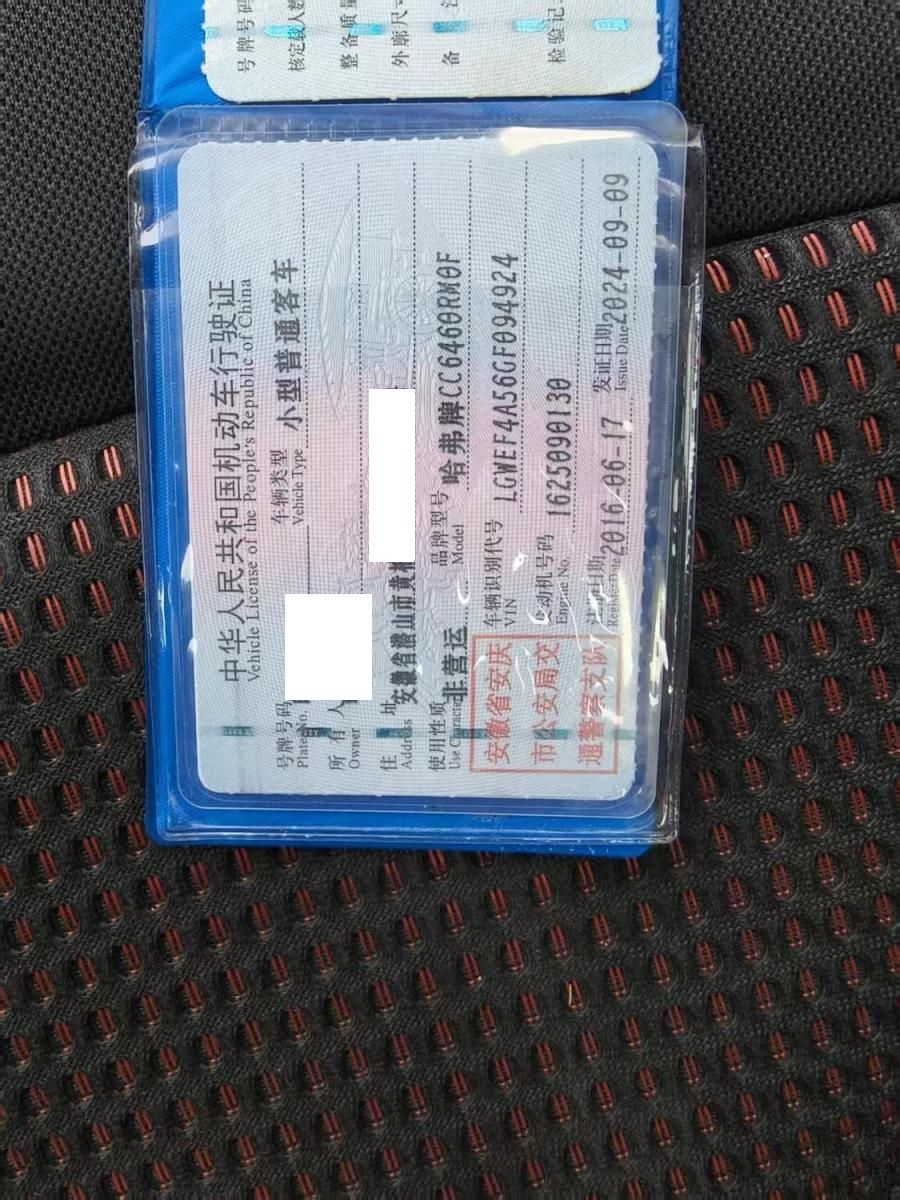 中华人民共和国机动车行驶证
Vehicle License of the People's Republic of China
号牌号码
Plate No.
车辆类型 小型普通客车
Vehicle Type
所有人
Owner
住址 安徽省潜山市黄
Address
使用性质 非营运
Use Character
品牌型号 哈弗牌CC6460RM0F
Model
安徽省安庆
市公安局交
通警察支队
车辆识别代号 LGWEF4A56GF094924
VIN
发动机号码 1625090130
Engine No.
注册日期 2016-06-17
Register Date
发证日期 2024-09-09
Issue Date
号牌号码
核定载人数
整备质量
外廓尺寸
备
检验记